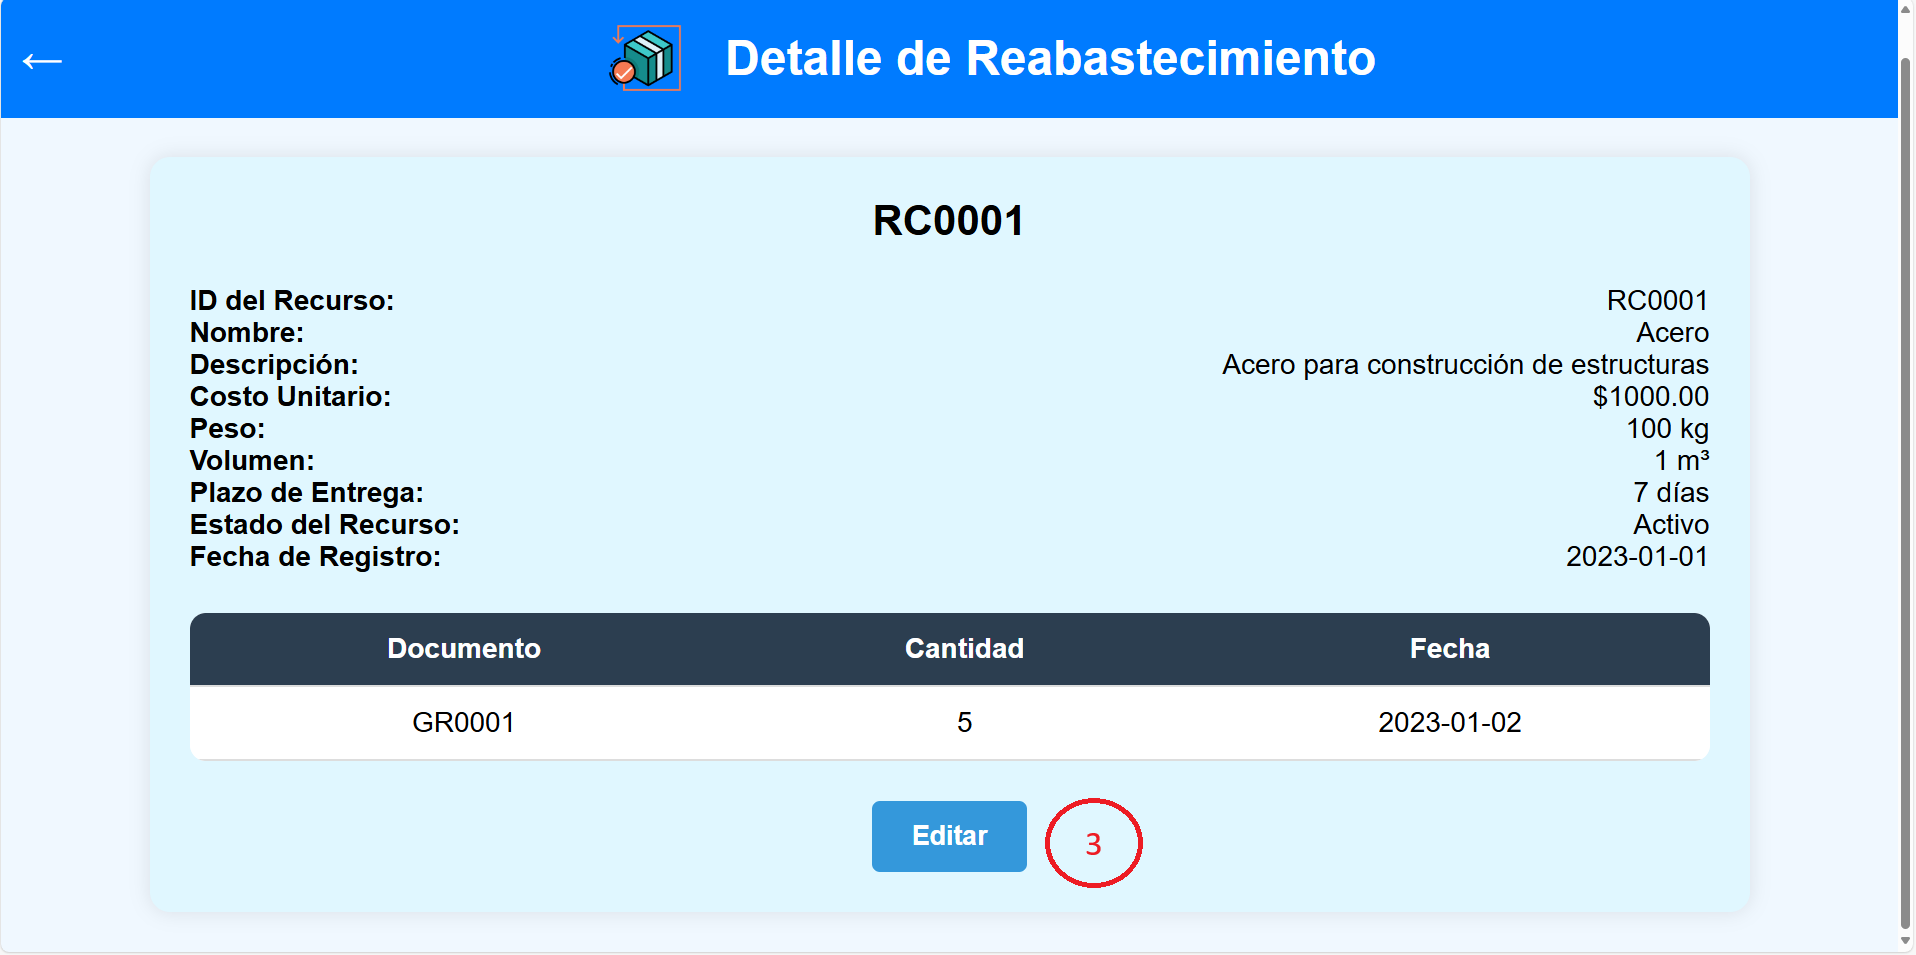 Detalle de Reabastecimiento
RC0001
ID del Recurso: RC0001
Nombre: Acero
Descripción: Acero para construcción de estructuras
Costo Unitario: $1000.00
Peso: 100 kg
Volumen: 1 m³
Plazo de Entrega: 7 días
Estado del Recurso: Activo
Fecha de Registro: 2023-01-01
Documento Cantidad Fecha
GR0001 5 2023-01-02
Editar 3